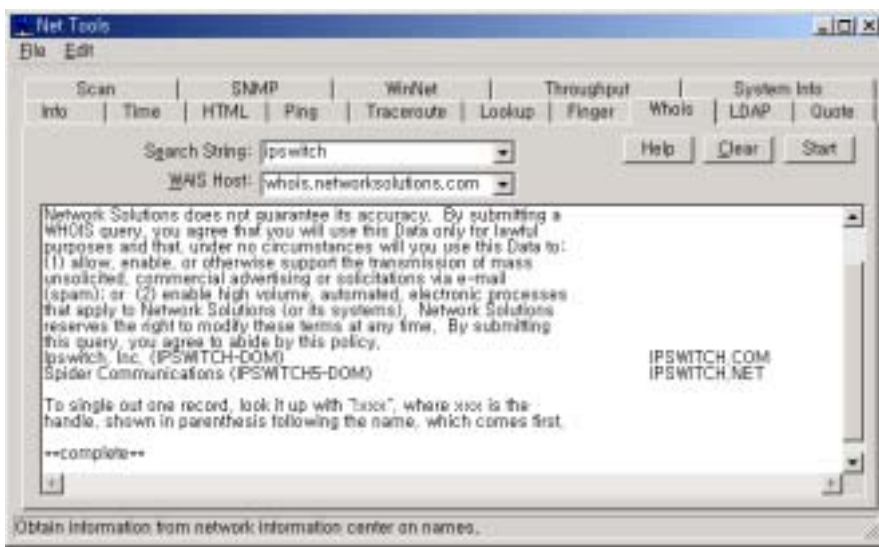 Net Tools
File Edit
Scan SNMP WinNet Throughput System Info
Info Time HTML Ping Traceroute Lookup Finger Whois LDAP Quote
Search String: ipswitch Help Clear Start
WAIS Host: whois.networksolutions.com
Network Solutions does not guarantee its accuracy. By submitting a
WHOIS query, you agree that you will use this Data only for lawful
purposes and that, under no circumstances will you use this Data to:
(1) allow, enable, or otherwise support the transmission of mass
unsolicited, commercial advertising or solicitations via e-mail
(spam); or (2) enable high volume, automated, electronic processes
that apply to Network Solutions (or its systems). Network Solutions
reserves the right to modify these terms at any time. By submitting
this query, you agree to abide by this policy.
Ipswitch, Inc. (IPSWITCH-DOM) IPSWITCH.COM
Spider Communications (IPSWITCH5-DOM) IPSWITCH.NET
To single out one record, look it up with "!xxx", where xxx is the
handle, shown in parenthesis following the name, which comes first.
**complete**
Obtain information from network information center on names.